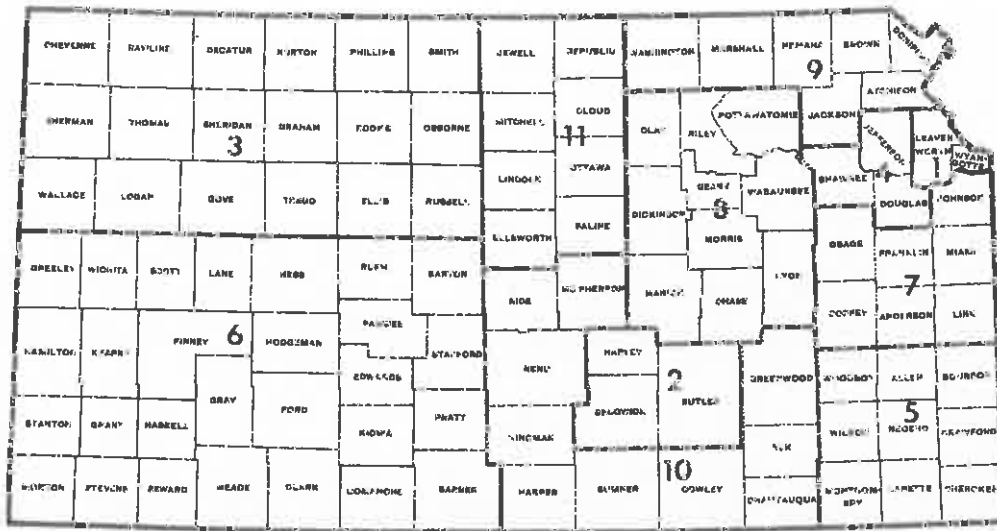 CHEYENNE RAWLINS DECATUR NORTON PHILLIPS SMITH JEWELL REPUBLIC WASHINGTON MARSHALL NEMAHA BROWN DONIPHAN
9
ATCHISON
SHERMAN THOMAS SHERIDAN GRAHAM ROOKS OSBORNE MITCHELL CLOUD CLAY RILEY POTTAWATOMIE JACKSON JEFFERSON LEAVENWORTH WYANDOTTE
3 11
WALLACE LOGAN GOVE TREGO ELLIS RUSSELL LINCOLN OTTAWA GEARY WABAUNSEE SHAWNEE DOUGLAS JOHNSON
DICKINSON
ELLSWORTH SALINE MORRIS OSAGE FRANKLIN MIAMI
GREELEY WICHITA SCOTT LANE NESS RUSH BARTON RICE McPHERSON MARION CHASE LYON
7
COFFEY ANDERSON LINN
HAMILTON KEARNY FINNEY 6 HODGEMAN PAWNEE STAFFORD RENO HARVEY 2 BUTLER GREENWOOD WOODSON ALLEN BOURBON
EDWARDS
GRAY FORD SEDGWICK
5
STANTON GRANT HASKELL KIOWA PRATT KINGMAN ELK WILSON NEOSHO CRAWFORD
10
MORTON STEVENS SEWARD MEADE CLARK COMANCHE BARBER HARPER SUMNER COWLEY CHAUTAUQUA MONTGOMERY LABETTE CHEROKEE